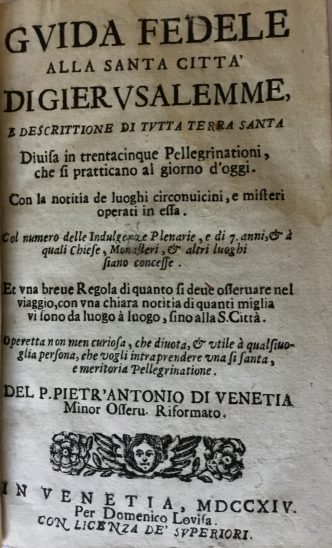 GVIDA FEDELE
ALLA SANTA CITTA'
DI GIERVSALEMME,
E DESCRITTIONE DI TVTTA TERRA SANTA
Diuisa in trentacinque Pellegrinationi,
che si pratticano al giorno d'oggi.
Con la notitia de luoghi circonuicini, e misteri
operati in essa.
Col numero delle Indulgenze Plenarie, e di 7. anni, & à
quali Chiese, Monasteri, & altri luoghi
siano concesse.
Et vna breue Regola di quanto si deue osseruare nel
viaggio, con vna chiara notitia di quanti miglia
vi sono da luogo à luogo, sino alla S. Città.
Operetta non men curiosa, che diuota, & vtile à qualsiuo-
glia persona, che vogli intraprendere vna si santa,
e meritoria Pellegrinatione.
DEL P. PIETR'ANTONIO DI VENETIA
Minor Osseru. Riformato.
IN VENETIA, MDCCXIV.
Per Domenico Louisa.
CON LICENZA DE' SVPERIORI.